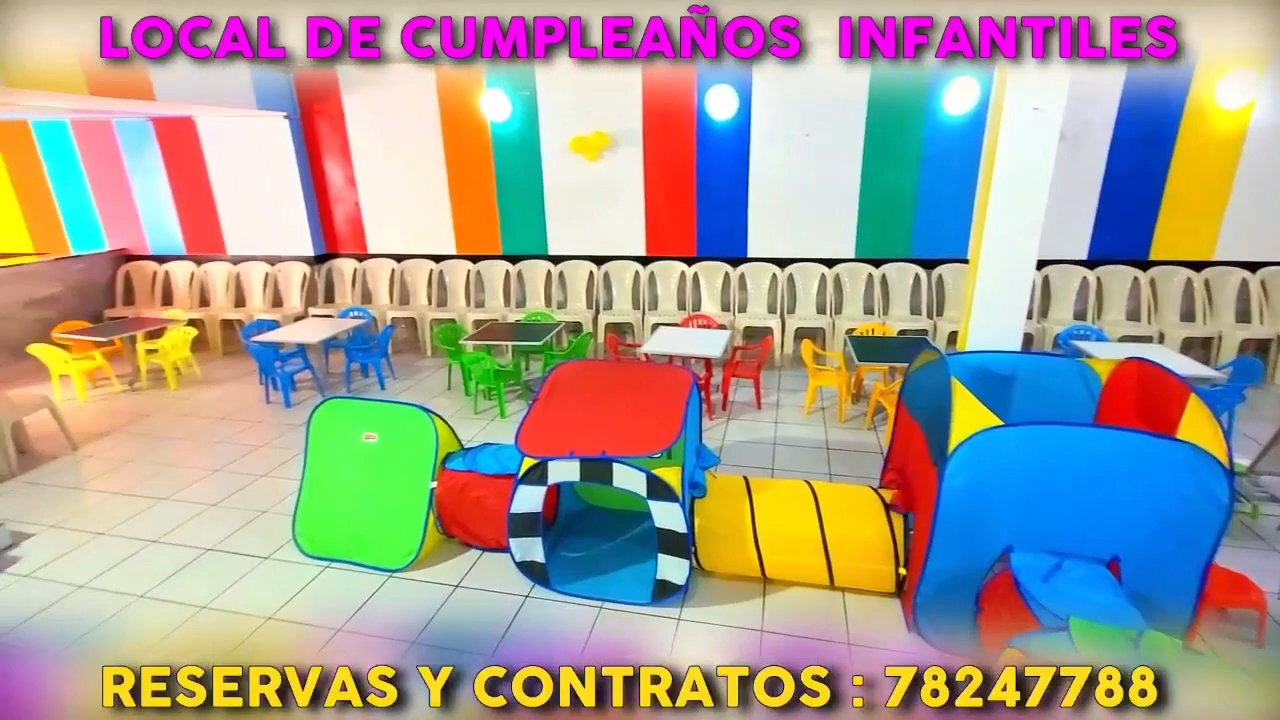 LOCAL DE CUMPLEAÑOS INFANTILES
RESERVAS Y CONTRATOS : 78247788